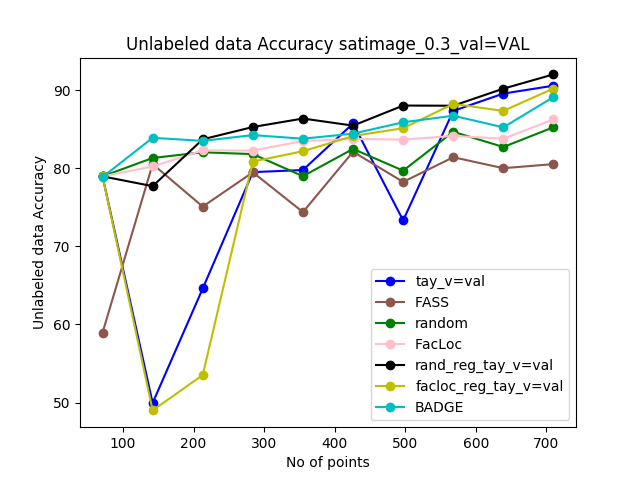 Unlabeled data Accuracy satimage_0.3_val=VAL
Unlabeled data Accuracy
90
80
70
60
50
100 200 300 400 500 600 700
No of points
tay_v=val
FASS
random
FacLoc
rand_reg_tay_v=val
facloc_reg_tay_v=val
BADGE